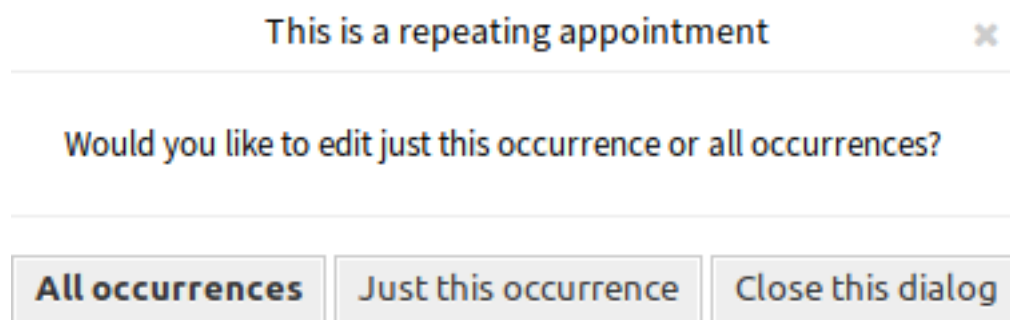 This is a repeating appointment
Would you like to edit just this occurrence or all occurrences?
All occurrences Just this occurrence Close this dialog